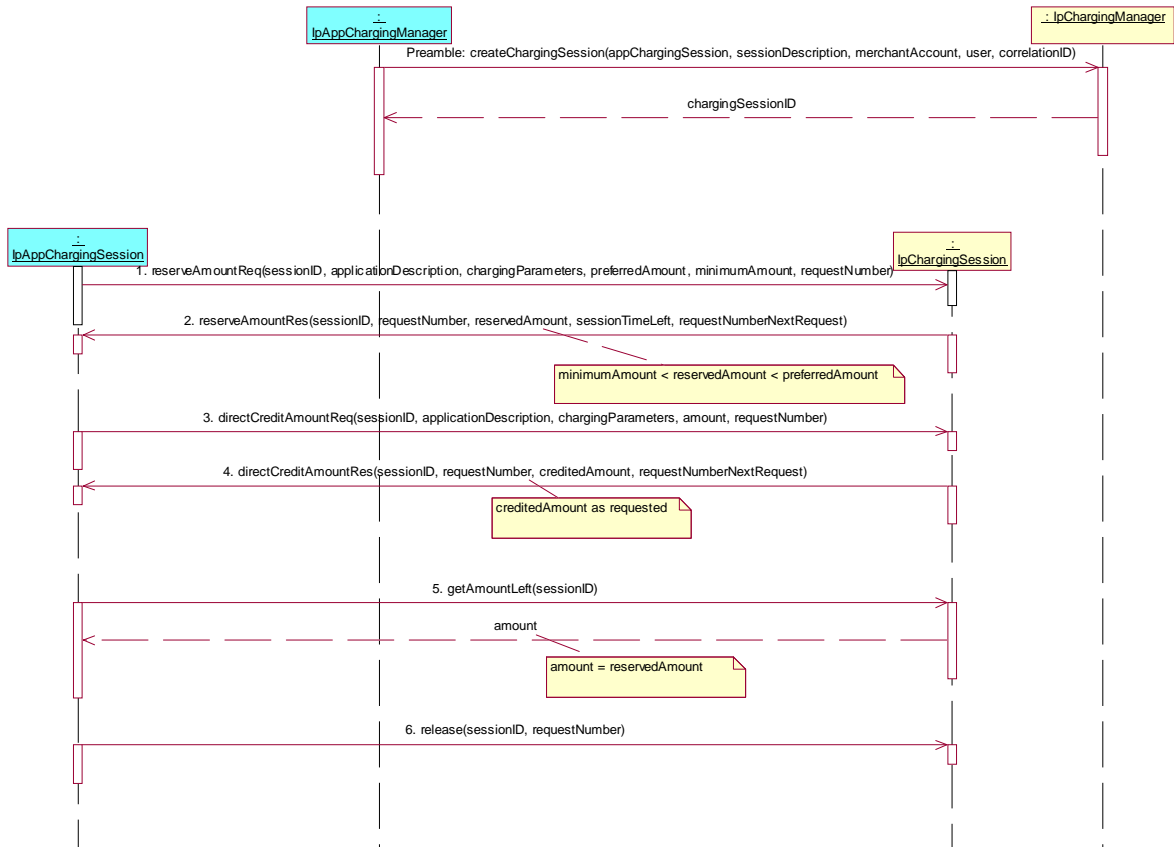 :
IpAppChargingManager
: IpChargingManager
Preamble: createChargingSession(appChargingSession, sessionDescription, merchantAccount, user, correlationID)
chargingSessionID
:
IpAppChargingSession
:
IpChargingSession
1. reserveAmountReq(sessionID, applicationDescription, chargingParameters, preferredAmount, minimumAmount, requestNumber)
2. reserveAmountRes(sessionID, requestNumber, reservedAmount, sessionTimeLeft, requestNumberNextRequest)
minimumAmount < reservedAmount < preferredAmount
3. directCreditAmountReq(sessionID, applicationDescription, chargingParameters, amount, requestNumber)
4. directCreditAmountRes(sessionID, requestNumber, creditedAmount, requestNumberNextRequest)
creditedAmount as requested
5. getAmountLeft(sessionID)
amount
amount = reservedAmount
6. release(sessionID, requestNumber)